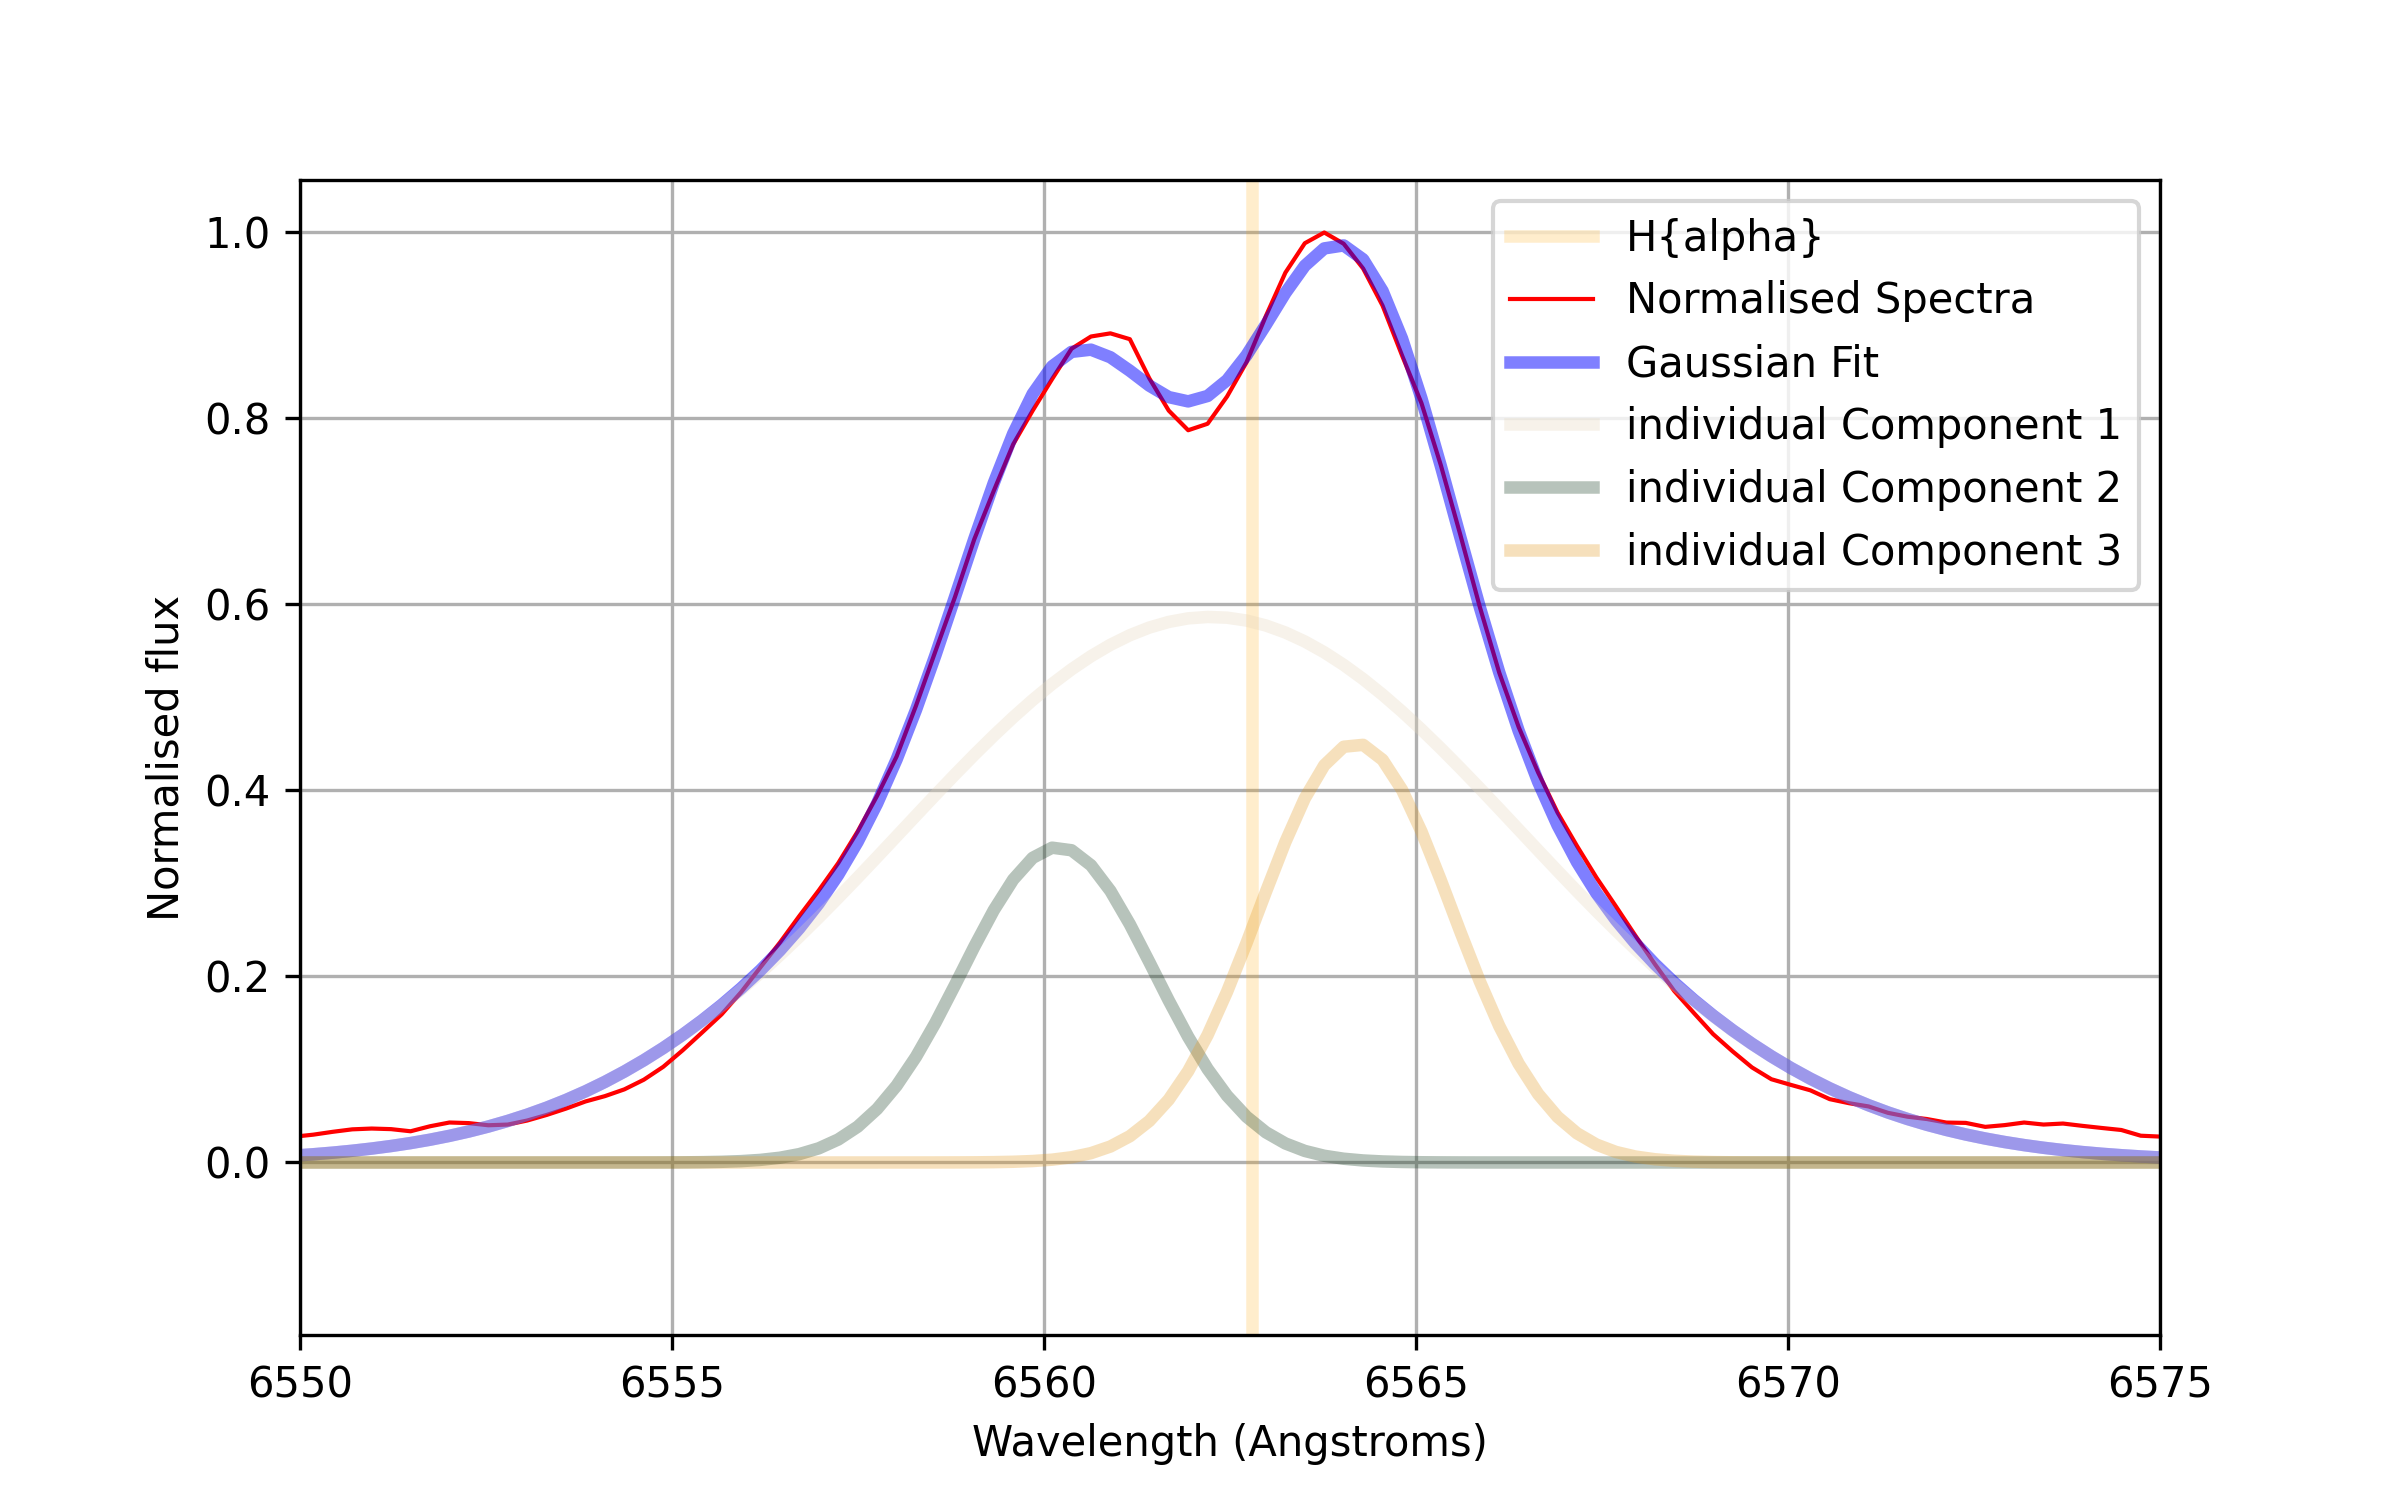 H{alpha}
Normalised Spectra
Gaussian Fit
individual Component 1
individual Component 2
individual Component 3
Normalised flux
1.0
0.8
0.6
0.4
0.2
0.0
6550 6555 6560 6565 6570 6575
Wavelength (Angstroms)